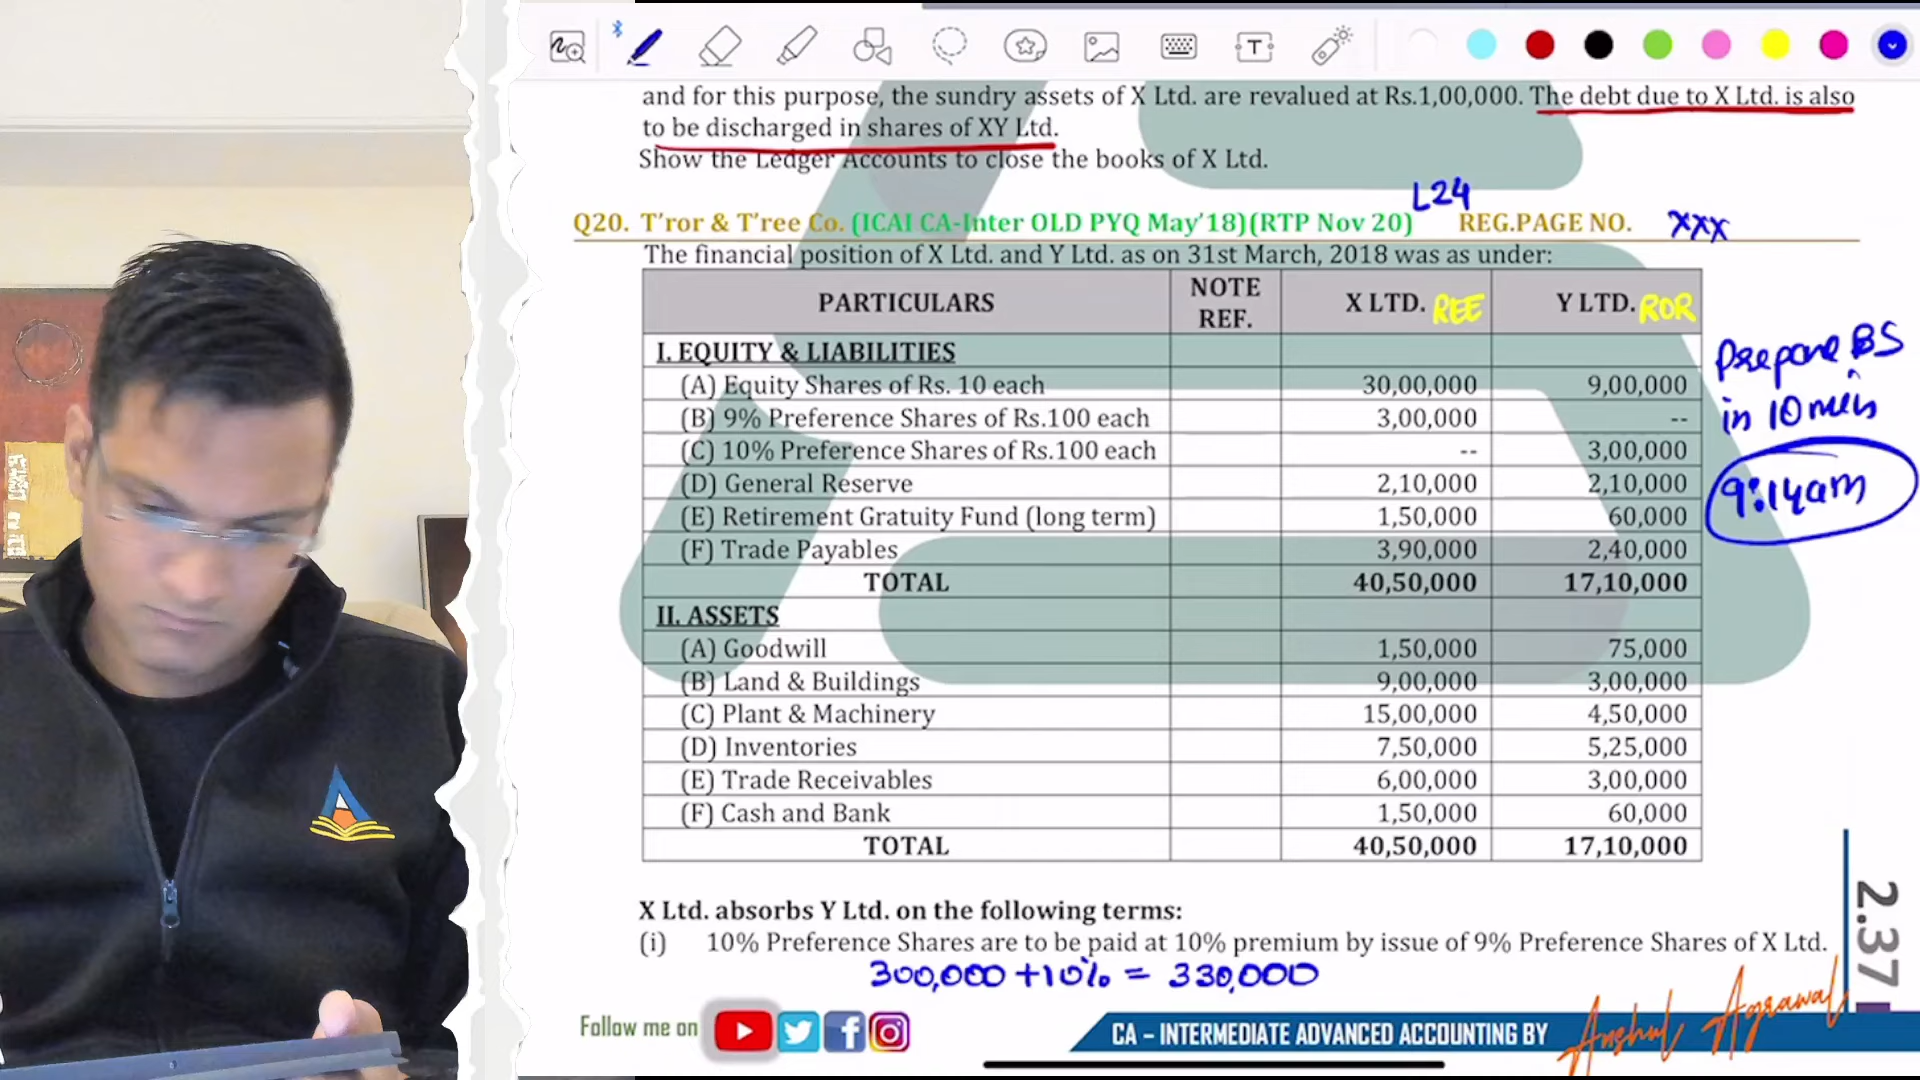 and for this purpose, the sundry assets of X Ltd. are revalued at Rs.1,00,000. The debt due to X Ltd. is also
to be discharged in shares of XY Ltd.
Show the Ledger Accounts to close the books of X Ltd.
L24
Q20. T'ror & T'ree Co. (ICAI CA-Inter OLD PYQ May'18)(RTP Nov 20) REG.PAGE NO. XXX
The financial position of X Ltd. and Y Ltd. as on 31st March, 2018 was as under:
PARTICULARS NOTE REF. X LTD. REE Y LTD. ROR
I. EQUITY & LIABILITIES
(A) Equity Shares of Rs. 10 each 30,00,000 9,00,000
(B) 9% Preference Shares of Rs.100 each 3,00,000 --
(C) 10% Preference Shares of Rs.100 each -- 3,00,000
(D) General Reserve 2,10,000 2,10,000
(E) Retirement Gratuity Fund (long term) 1,50,000 60,000
(F) Trade Payables 3,90,000 2,40,000
TOTAL 40,50,000 17,10,000
II. ASSETS
(A) Goodwill 1,50,000 75,000
(B) Land & Buildings 9,00,000 3,00,000
(C) Plant & Machinery 15,00,000 4,50,000
(D) Inventories 7,50,000 5,25,000
(E) Trade Receivables 6,00,000 3,00,000
(F) Cash and Bank 1,50,000 60,000
TOTAL 40,50,000 17,10,000
Prepare BS
in 10 min
9:14am
X Ltd. absorbs Y Ltd. on the following terms:
(i) 10% Preference Shares are to be paid at 10% premium by issue of 9% Preference Shares of X Ltd.
300,000 + 10% = 330,000
2.37
Follow me on
CA – INTERMEDIATE ADVANCED ACCOUNTING BY Anshul Agrawal